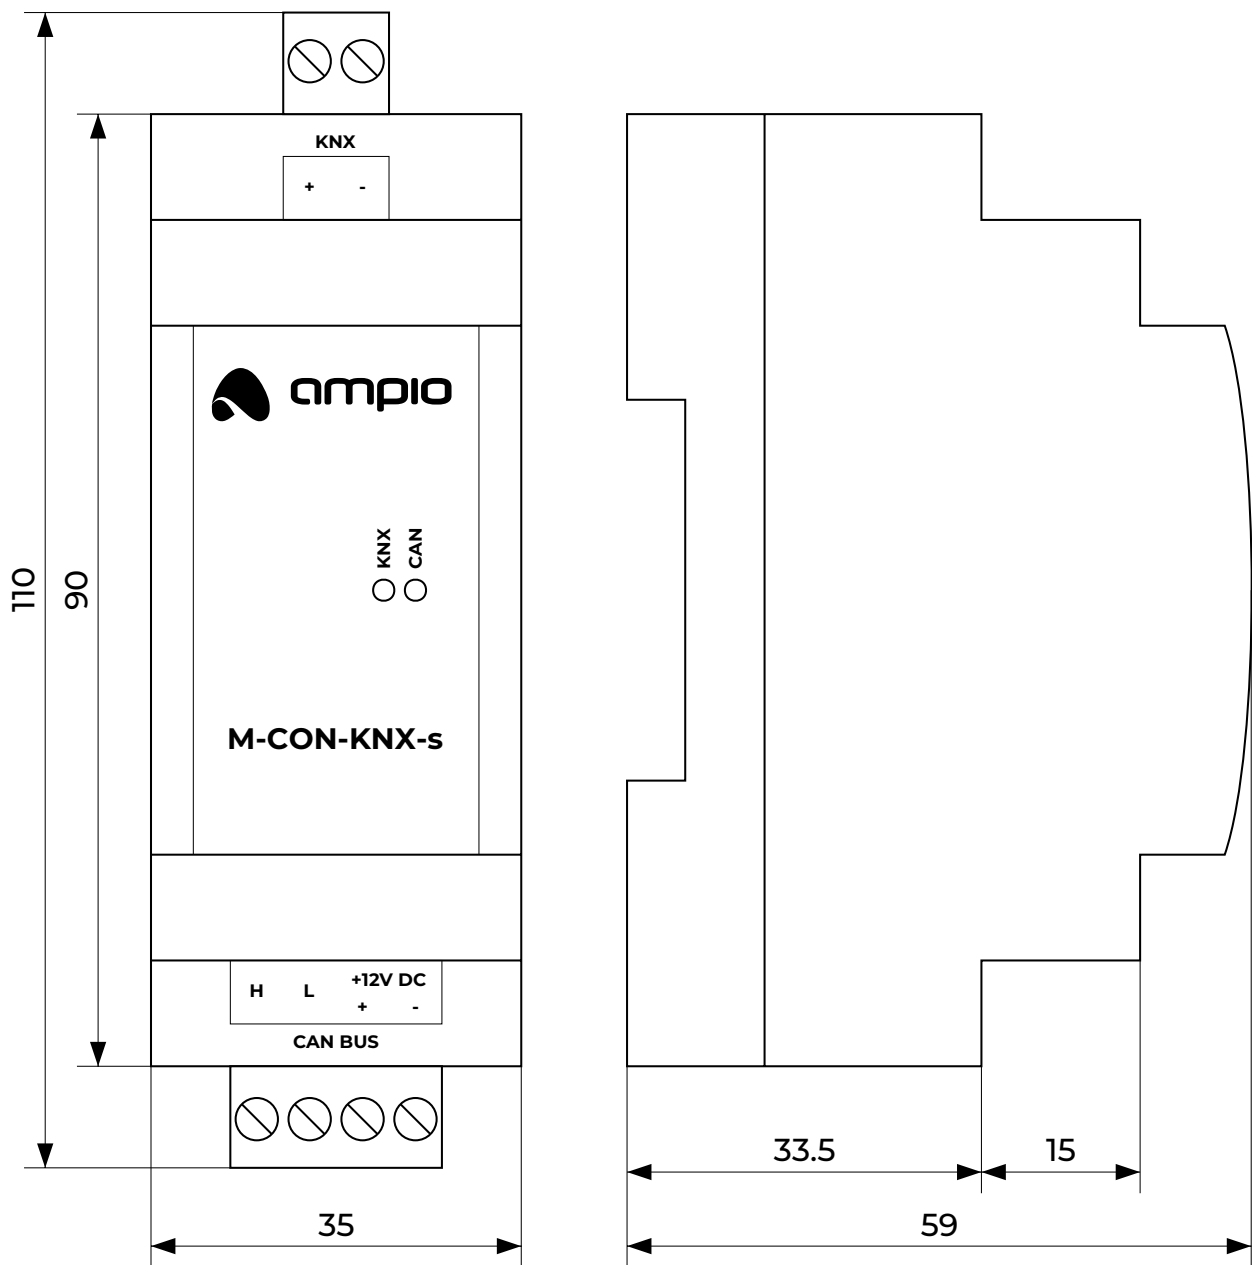 KNX
+ -
ampio
KNX CAN
M-CON-KNX-s
110
90
H L +12V DC
+ -
CAN BUS
33.5 15
35 59